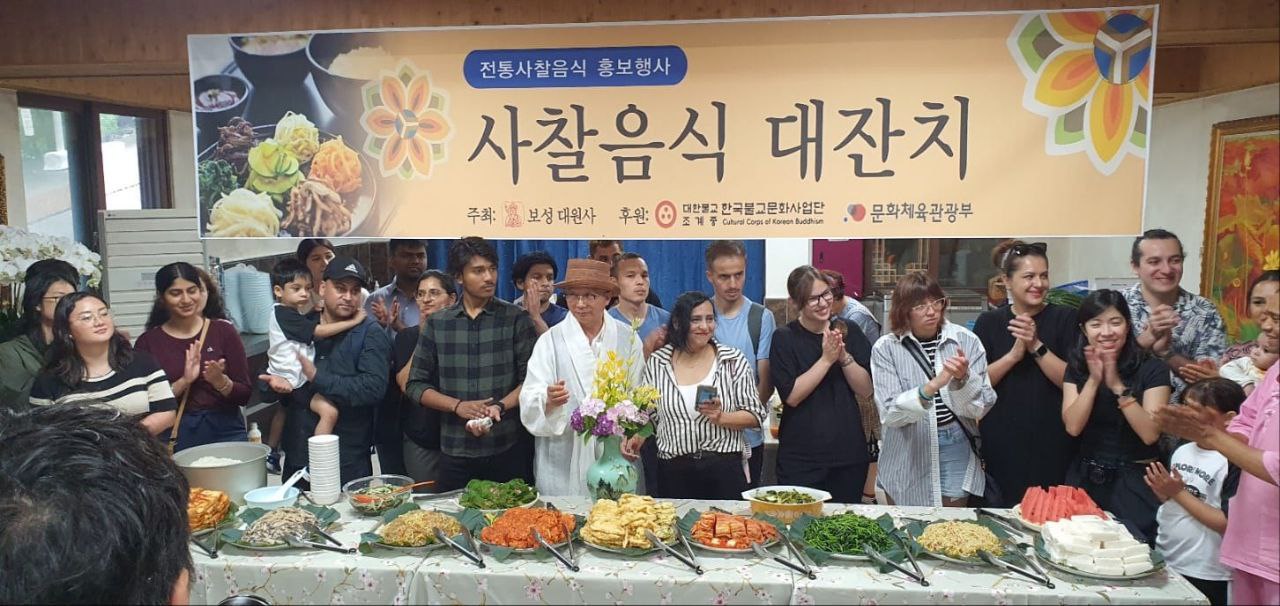 전통사찰음식 홍보행사
사찰음식 대잔치
주최: 보성 대원사 후원: 대한불교 조계종 한국불교문화사업단 Cultural Corps of Korean Buddhism 문화체육관광부
EXPLORE MORE